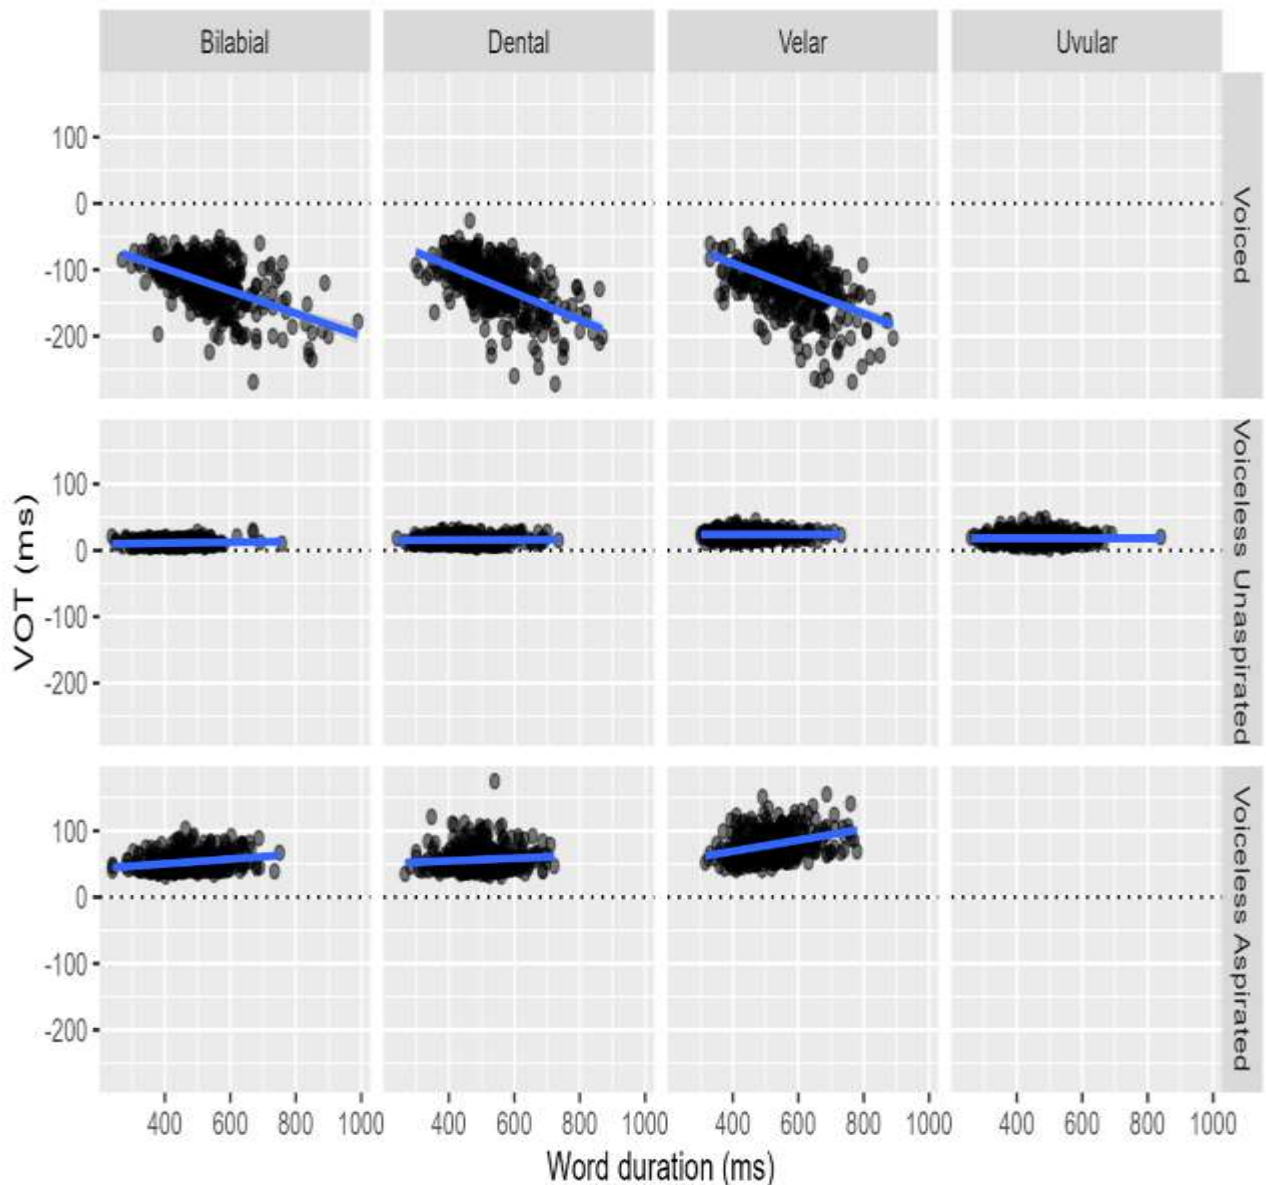 Bilabial Dental Velar Uvular
VOT (ms)
100
0
-100
-200
Voiced
100
0
-100
-200
Voiceless Unaspirated
100
0
-100
-200
Voiceless Aspirated
400 600 800 1000 400 600 800 1000 400 600 800 1000 400 600 800 1000
Word duration (ms)